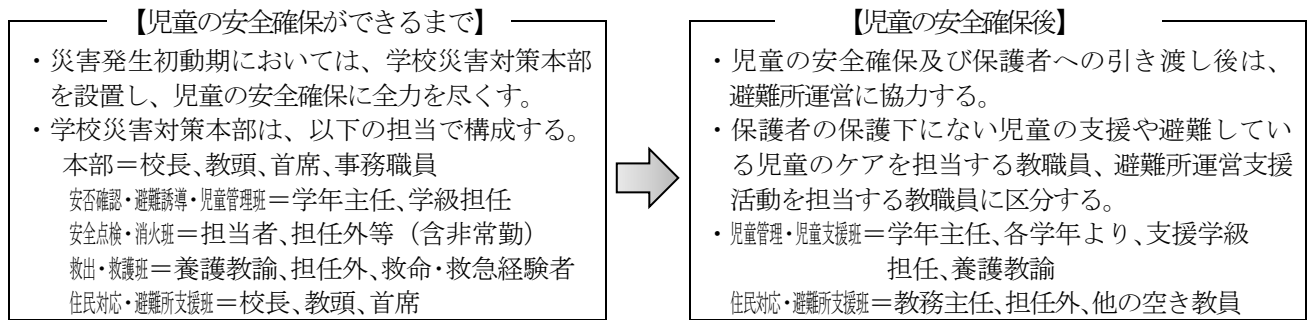 【児童の安全確保ができるまで】
・災害発生初動期においては、学校災害対策本部
を設置し、児童の安全確保に全力を尽くす。
・学校災害対策本部は、以下の担当で構成する。
本部＝校長、教頭、首席、事務職員
安否確認・避難誘導・児童管理班＝学年主任、学級担任
安全点検・消火班＝担当者、担任外等（含非常勤）
救出・救護班＝養護教諭、担任外、救命・救急経験者
住民対応・避難所支援班＝校長、教頭、首席
【児童の安全確保後】
・児童の安全確保及び保護者への引き渡し後は、
避難所運営に協力する。
・保護者の保護下にない児童の支援や避難してい
る児童のケアを担当する教職員、避難所運営支援
活動を担当する教職員に区分する。
・児童管理・児童支援班＝学年主任、各学年より、支援学級
担任、養護教諭
住民対応・避難所支援班＝教務主任、担任外、他の空き教員